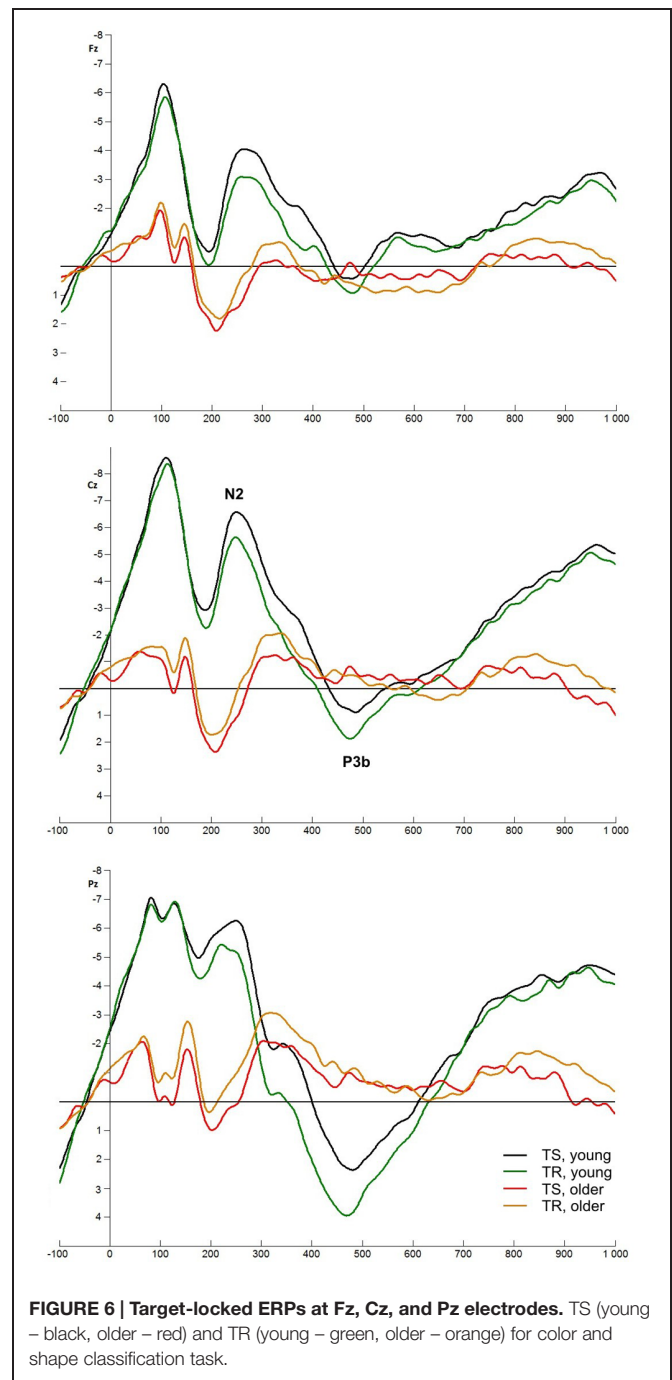 -8
Fz
-7
-6
-5
-4
-3
-2
1
2
3
4
-100 0 100 200 300 400 500 600 700 800 900 1 000
-8
Cz
-7
-6
-5
-4
-3
-2
1
2
3
4
N2
P3b
-100 0 100 200 300 400 500 600 700 800 900 1 000
-8
Pz
-7
-6
-5
-4
-3
-2
1
2
3
4
TS, young
TR, young
TS, older
TR, older
-100 0 100 200 300 400 500 600 700 800 900 1 000
FIGURE 6 | Target-locked ERPs at Fz, Cz, and Pz electrodes. TS (young
– black, older – red) and TR (young – green, older – orange) for color and
shape classification task.